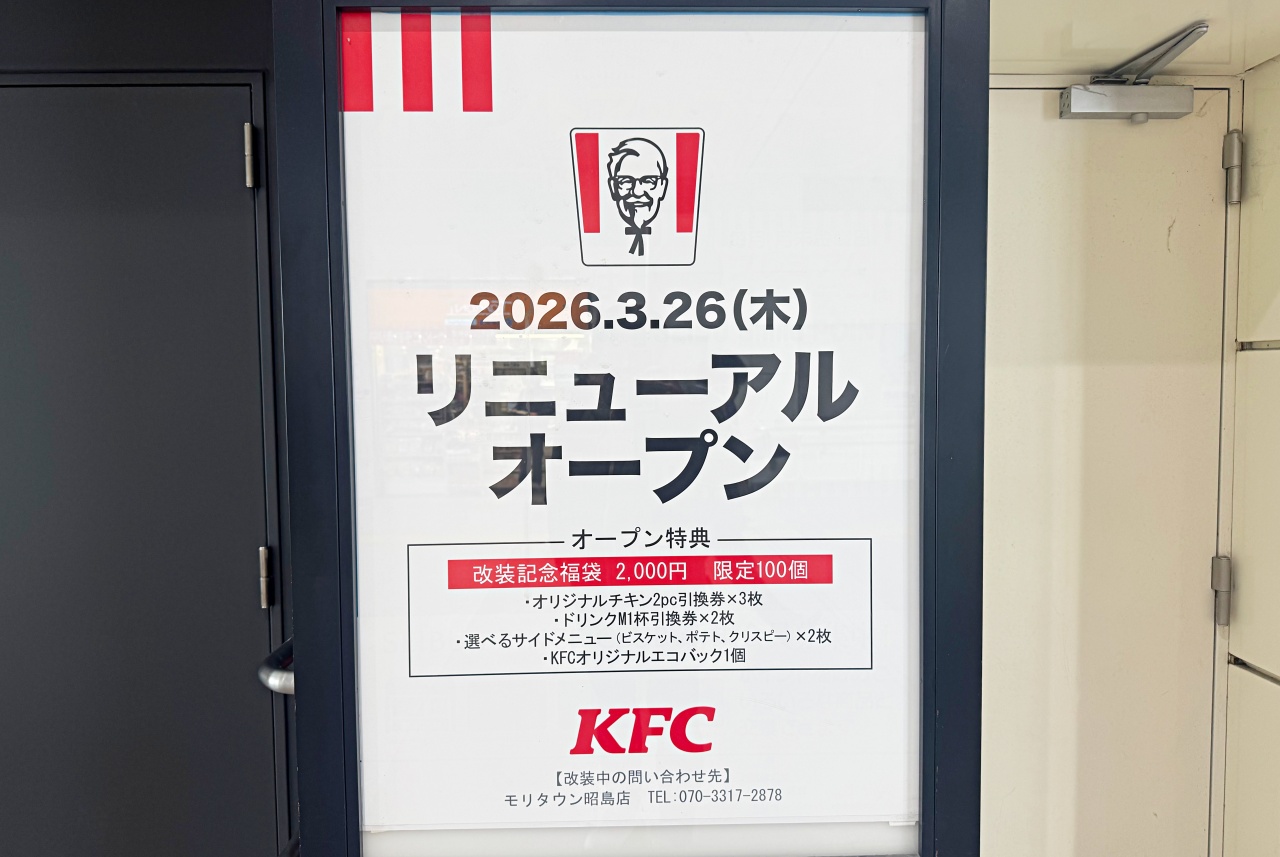 2026.3.26(木)
リニューアル
オープン
オープン特典
改装記念福袋 2,000円 限定100個
・オリジナルチキン2pc引換券×3枚
・ドリンクM1杯引換券×2枚
・選べるサイドメニュー(ビスケット、ポテト、クリスピー)×2枚
・KFCオリジナルエコバック1個
KFC
【改装中の問い合わせ先】
モリタウン昭島店 TEL:070-3317-2878